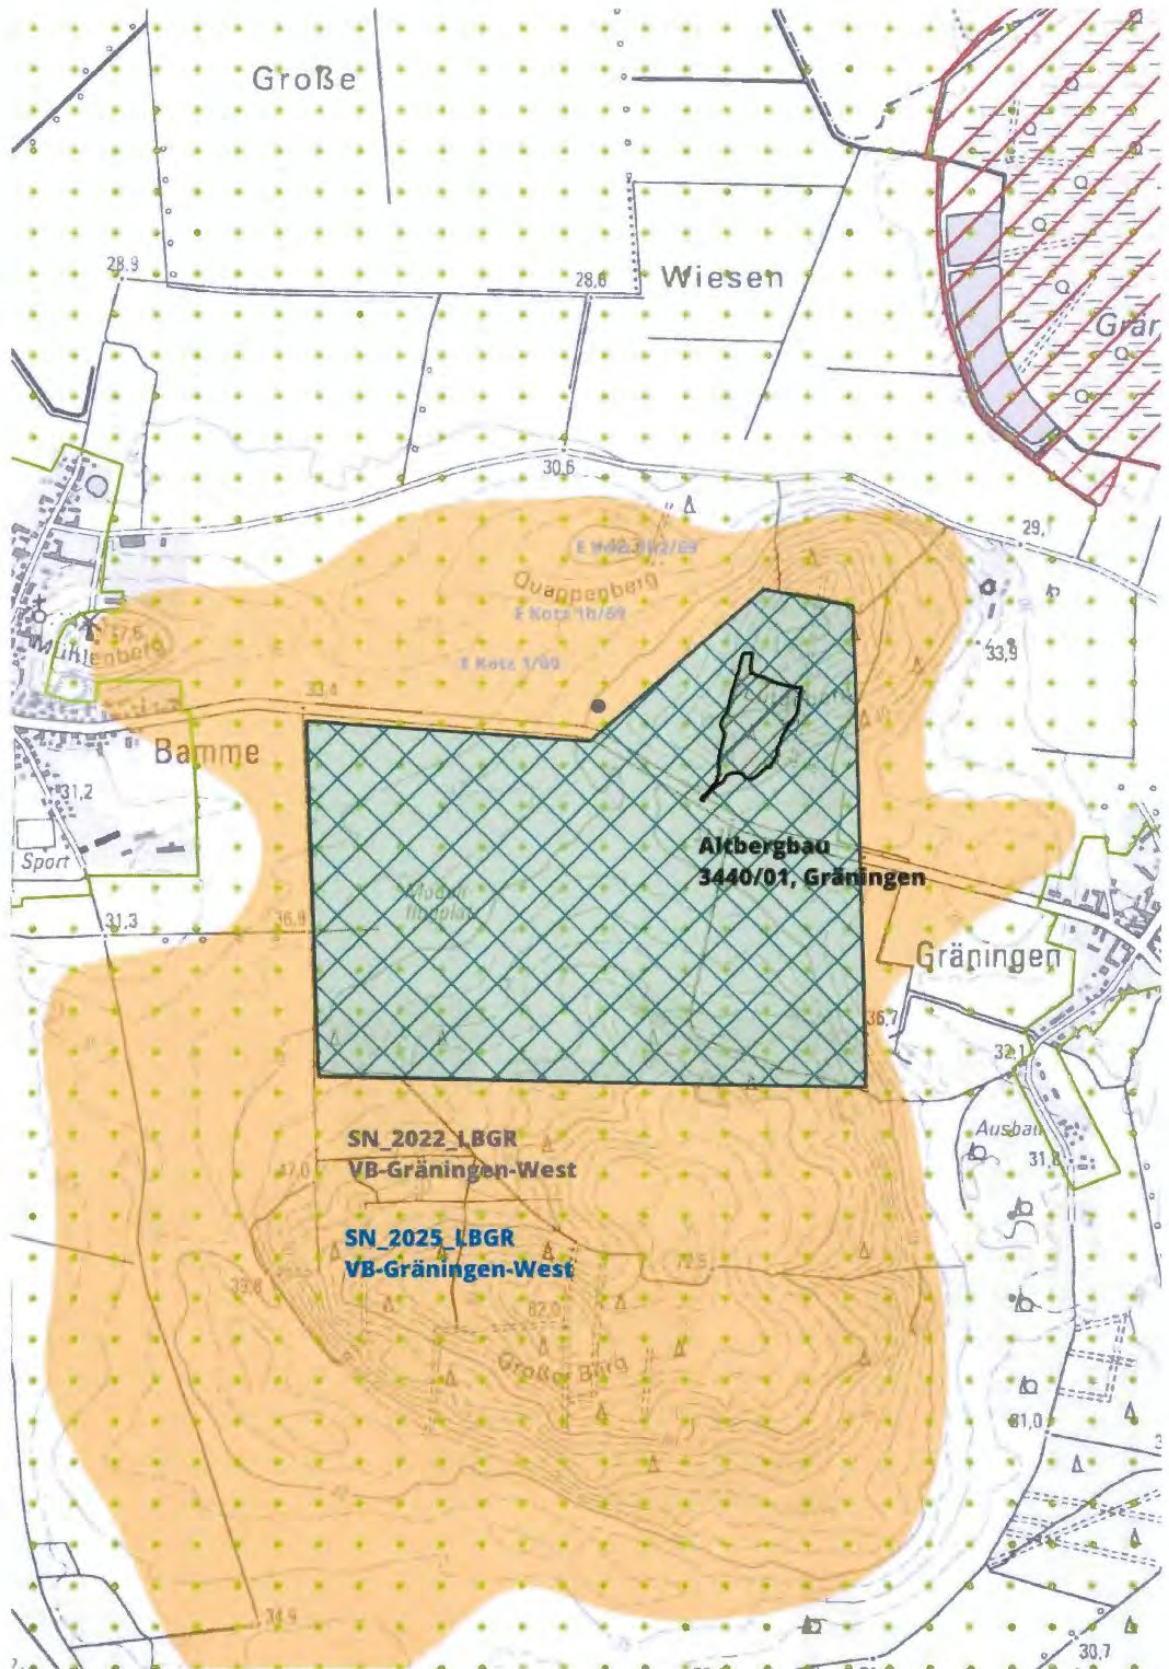 Große
Wiesen
28,9
28,6
Grär
30,6
29,
Quappenberg
E Kotz 1b/69
E Kotz 1/69
Mühlenberg
33,9
33,4
Bamme
31,2
Sport
Altbergbau
3440/01, Gräningen
31,3
36,9
Gräningen
36,7
32,1
SN_2022_LBGR
VB-Gräningen-West
Ausbau
31,8
SN_2025_LBGR
VB-Gräningen-West
72,5
82,0
Großer Berg
31,0
34,9
30,7